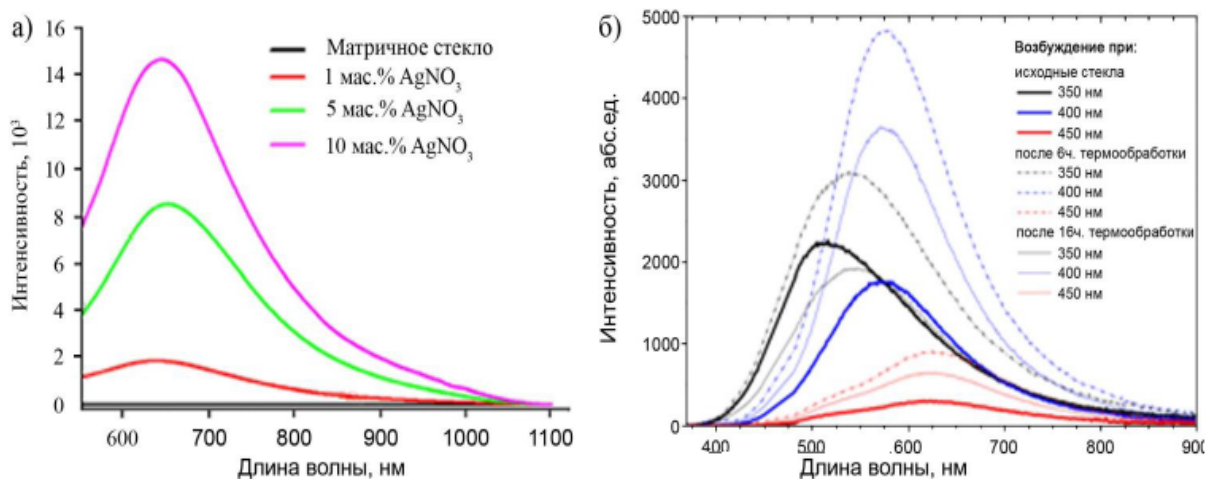 а)
Интенсивность, 10³
16
14
12
10
8
6
4
2
0
600
700
800
900
1000
1100
Длина волны, нм
Матричное стекло
1 мас.% AgNO₃
5 мас.% AgNO₃
10 мас.% AgNO₃
б)
Интенсивность, абс.ед.
5000
4000
3000
2000
1000
0
400
500
.600
700
800
900
Длина волны, нм
Возбуждение при:
исходные стекла
350 нм
400 нм
450 нм
после 6ч. термообработки
350 нм
400 нм
450 нм
после 16ч. термообработки
350 нм
400 нм
450 нм